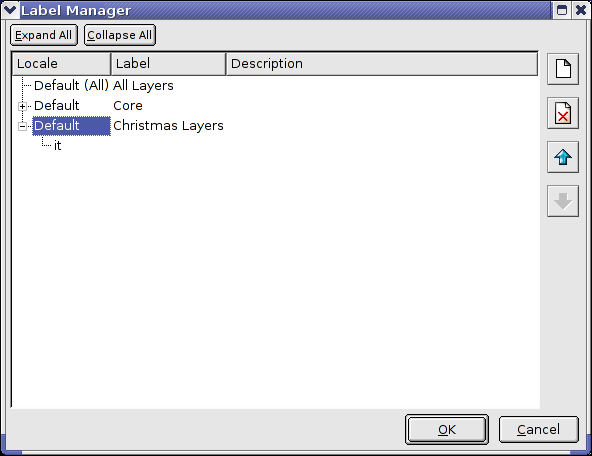 Label Manager
Expand All Collapse All
Locale Label Description
Default (All) All Layers
Default Core
Default Christmas Layers
it
OK Cancel